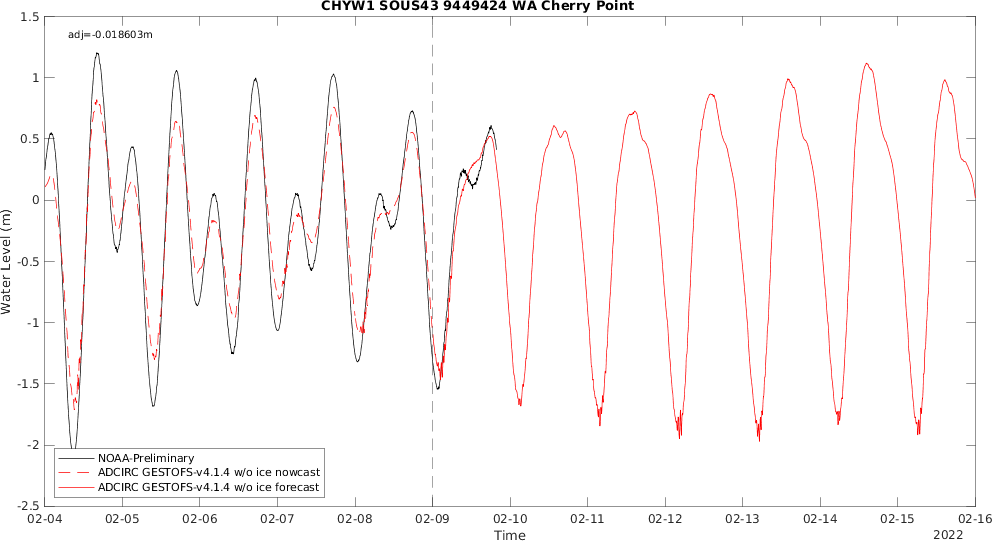 CHYW1 SOUS43 9449424 WA Cherry Point
adj=-0.018603m
Water Level (m)
1.5
1
0.5
0
-0.5
-1
-1.5
-2
-2.5
NOAA-Preliminary
ADCIRC GESTOFS-v4.1.4 w/o ice nowcast
ADCIRC GESTOFS-v4.1.4 w/o ice forecast
02-04 02-05 02-06 02-07 02-08 02-09 02-10 02-11 02-12 02-13 02-14 02-15 02-16
Time
2022